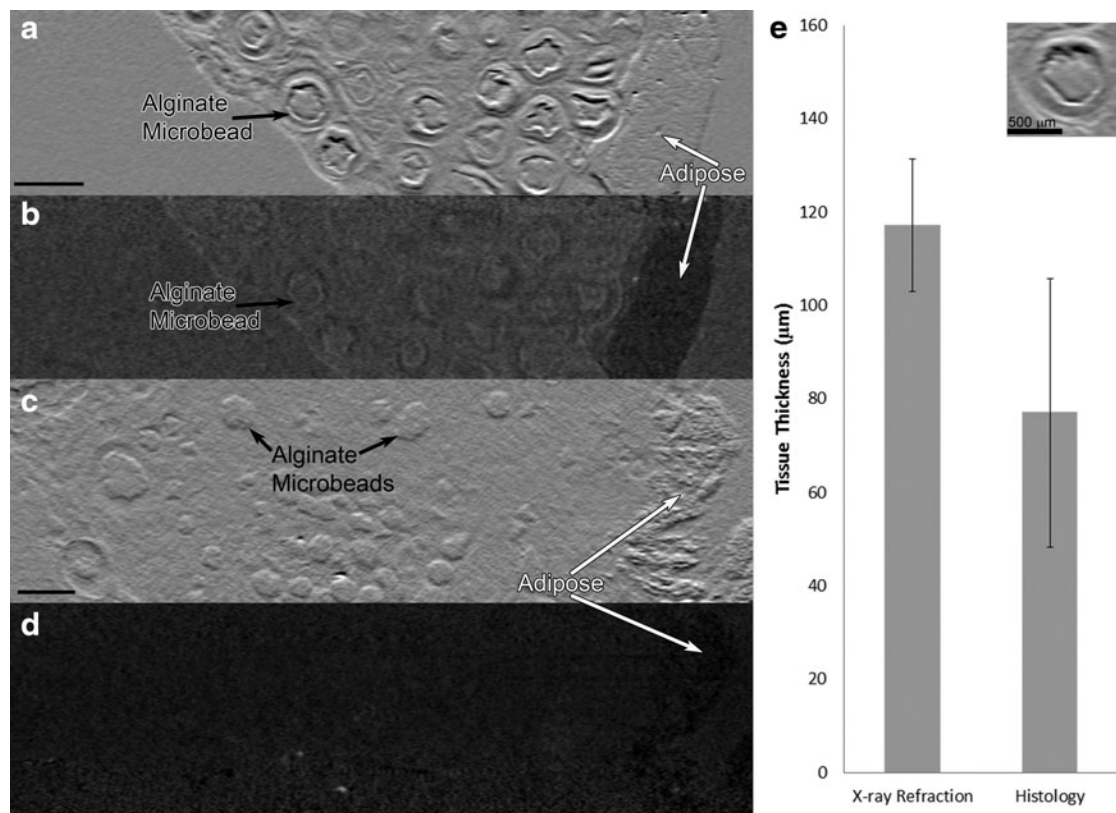 a
Alginate
Microbead
Adipose
b
Alginate
Microbead
c
Alginate
Microbeads
Adipose
d
e
160
140
120
100
80
60
40
20
0
Tissue Thickness (μm)
500 μm
X-ray Refraction
Histology